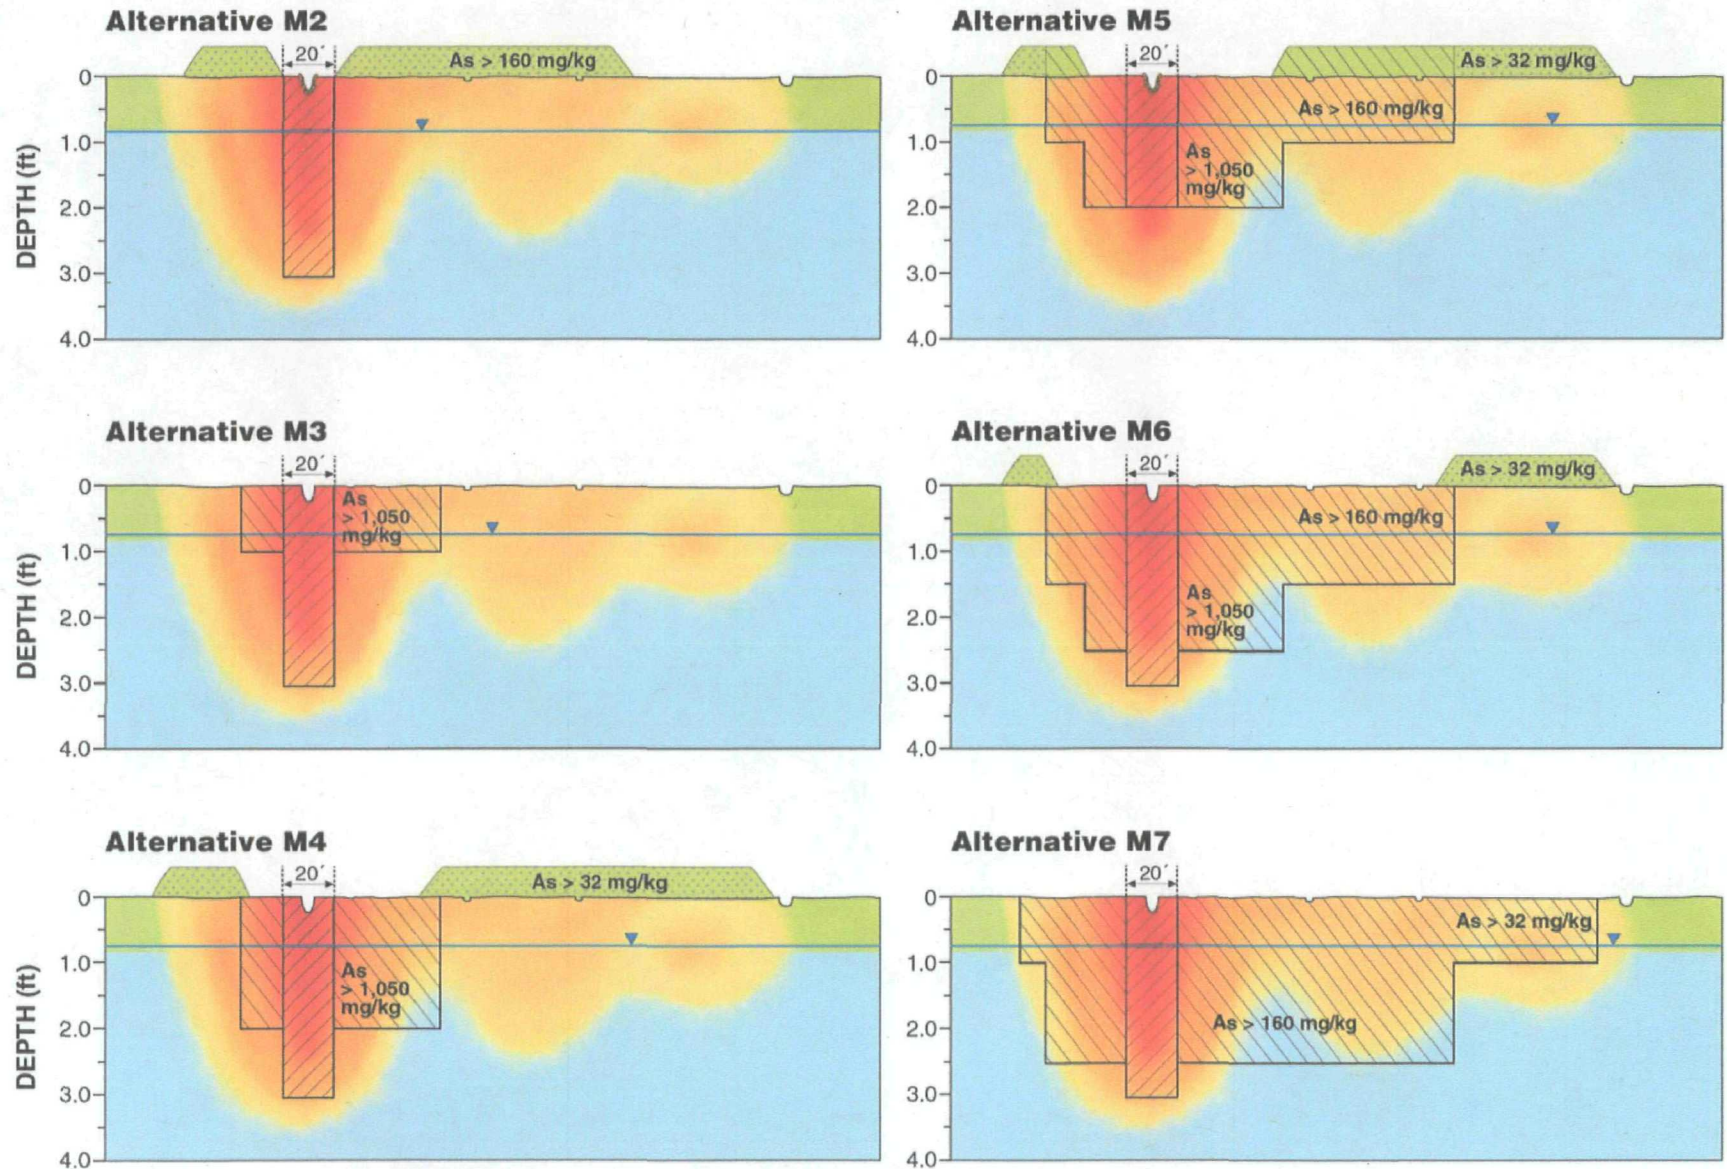 Alternative M2
20´
As > 160 mg/kg
0
1.0
2.0
3.0
4.0
DEPTH (ft)
Alternative M5
20´
As > 32 mg/kg
As > 160 mg/kg
As
> 1,050
mg/kg
0
1.0
2.0
3.0
4.0
Alternative M3
20´
As
> 1,050
mg/kg
0
1.0
2.0
3.0
4.0
DEPTH (ft)
Alternative M6
20´
As > 32 mg/kg
As > 160 mg/kg
As
> 1,050
mg/kg
0
1.0
2.0
3.0
4.0
Alternative M4
20´
As > 32 mg/kg
As
> 1,050
mg/kg
0
1.0
2.0
3.0
4.0
DEPTH (ft)
Alternative M7
20´
As > 32 mg/kg
As > 160 mg/kg
0
1.0
2.0
3.0
4.0